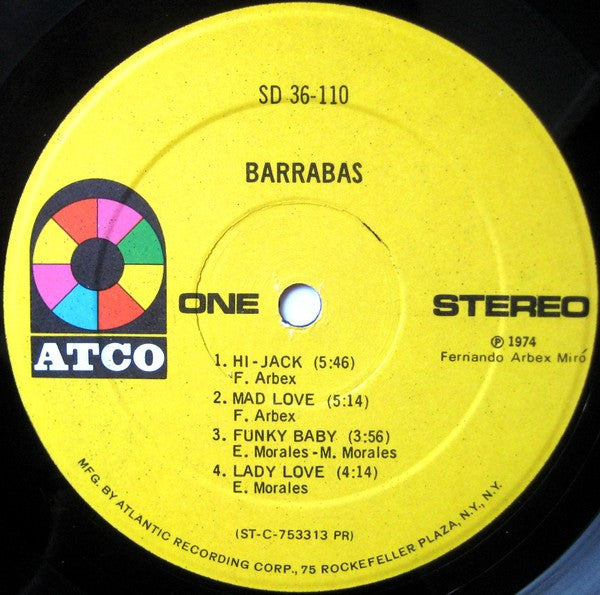 SD 36-110
BARRABAS
ATCO
ONE
STEREO
℗ 1974
Fernando Arbex Miró
1. HI-JACK (5:46)
F. Arbex
2. MAD LOVE (5:14)
F. Arbex
3. FUNKY BABY (3:56)
E. Morales-M. Morales
4. LADY LOVE (4:14)
E. Morales
(ST-C-753313 PR)
MFG. BY ATLANTIC RECORDING CORP., 75 ROCKEFELLER PLAZA, N.Y., N.Y.